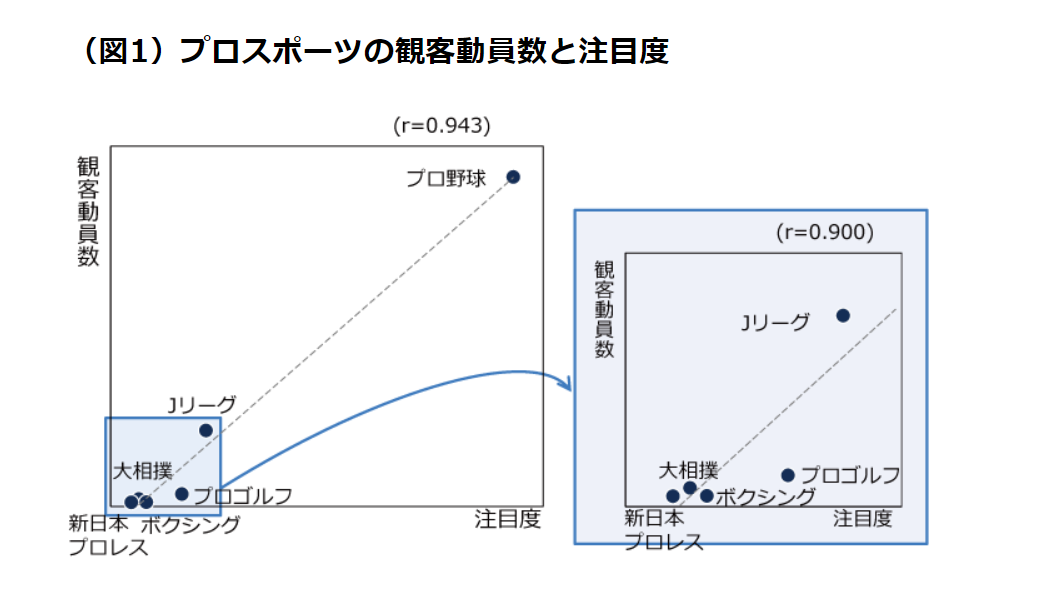 （図1）プロスポーツの観客動員数と注目度
(r=0.943)
観客動員数
プロ野球
Jリーグ
大相撲
プロゴルフ
新日本
プロレス
ボクシング
注目度
(r=0.900)
観客動員数
Jリーグ
大相撲
プロゴルフ
ボクシング
新日本
プロレス
注目度